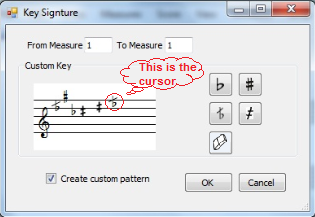 Key Signture
From Measure 1 To Measure 1
Custom Key
This is the
cursor
Create custom pattern
OK Cancel